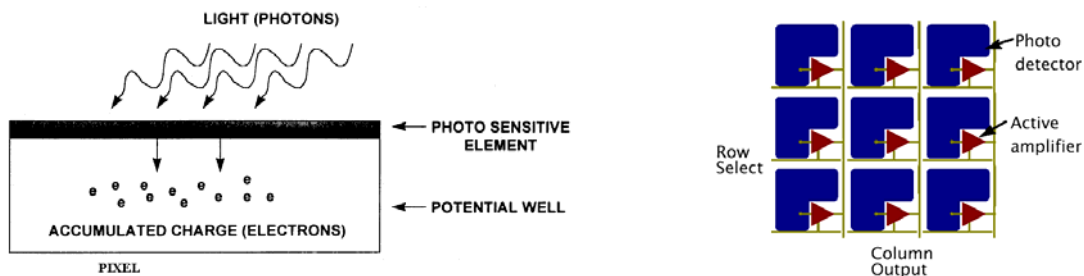 LIGHT (PHOTONS)
PHOTO SENSITIVE
ELEMENT
e e e e e e e e e e e e
POTENTIAL WELL
ACCUMULATED CHARGE (ELECTRONS)
PIXEL
Photo
detector
Active
amplifier
Row
Select
Column
Output